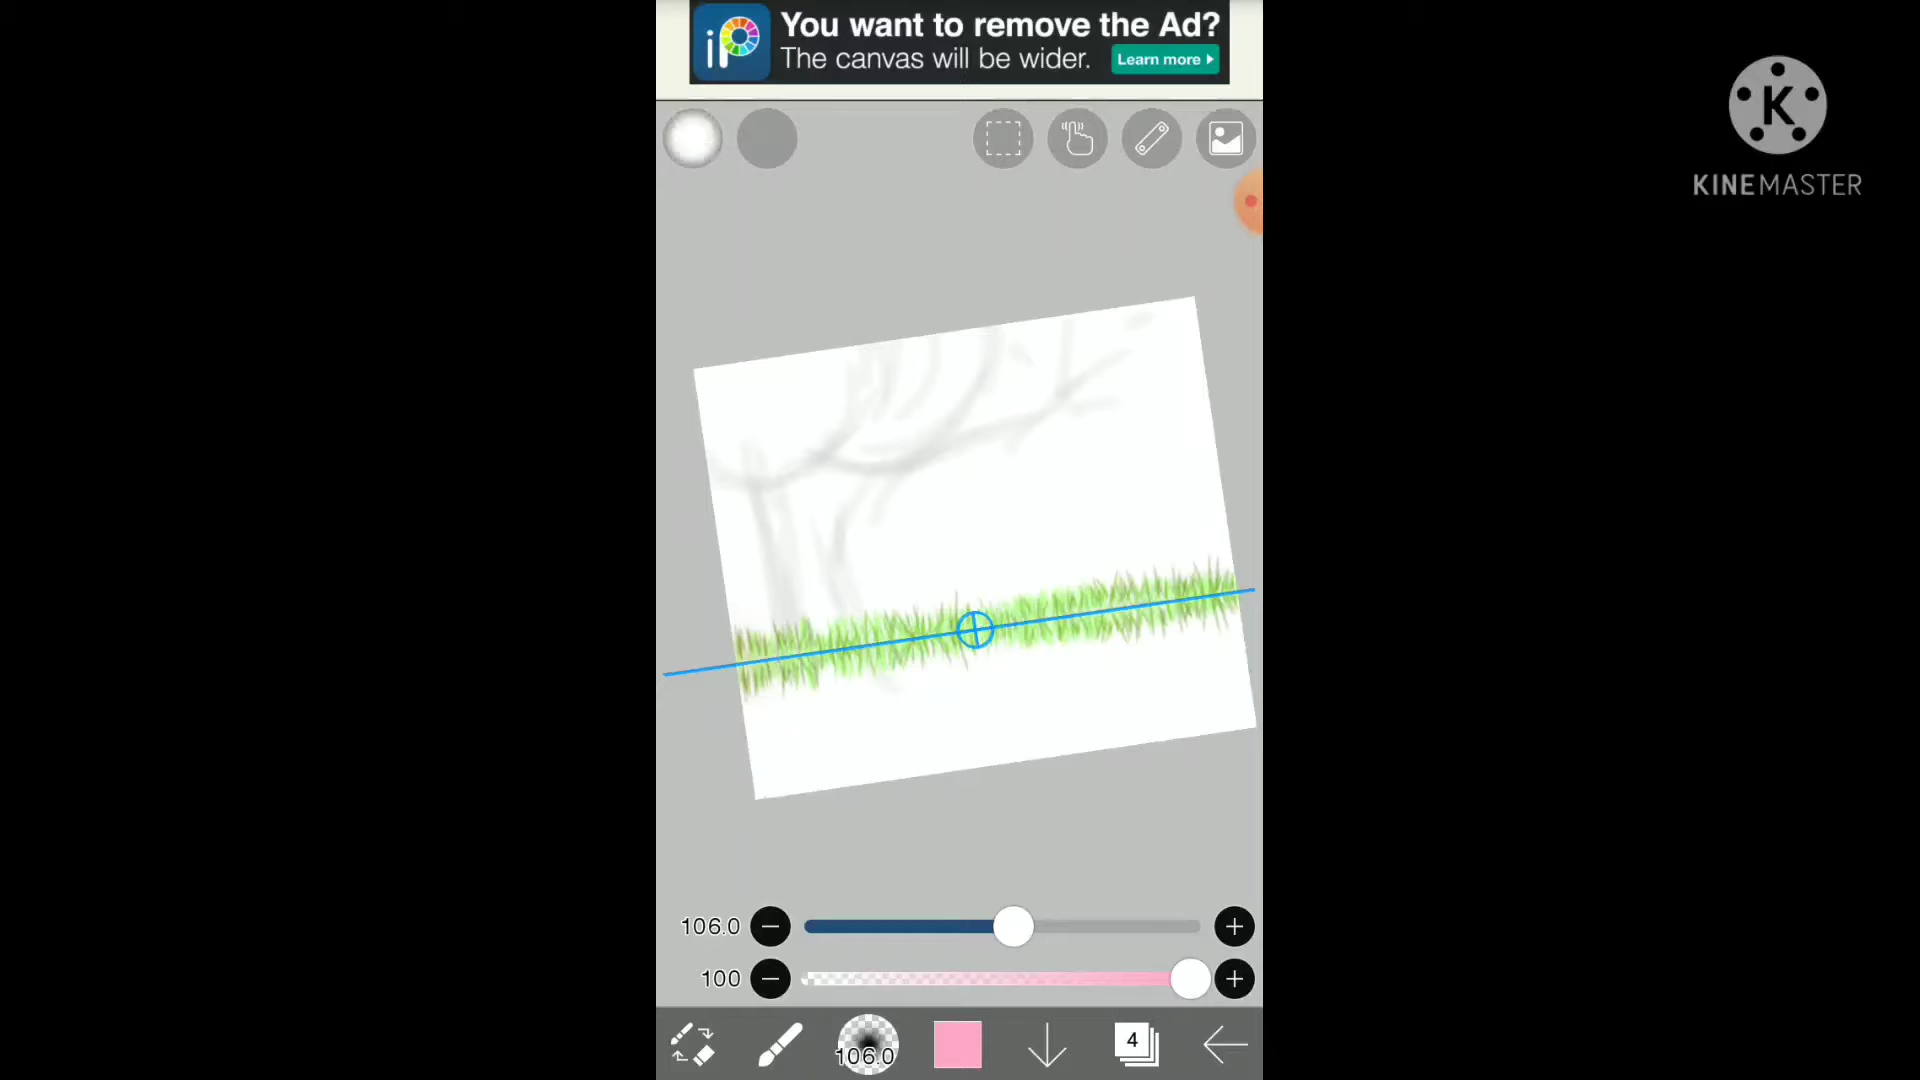 iP
You want to remove the Ad?
The canvas will be wider.
Learn more
K
KINEMASTER
106.0
100
106.0
4